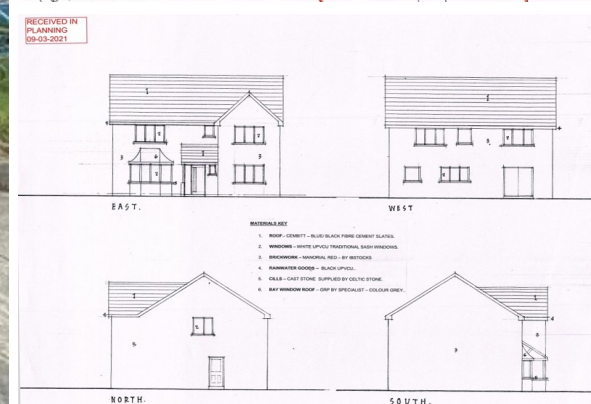 RECEIVED IN
PLANNING
09-03-2021
EAST.
WEST
MATERIALS KEY
1. ROOF – CEMBITT – BLUE/ BLACK FIBRE CEMENT SLATES.
2. WINDOWS – WHITE UPVC/U TRADITIONAL SASH WINDOWS.
3. BRICKWORK – MANORIAL RED – BY IBSTOCKS.
4. RAINWATER GOODS – BLACK UPVC/U.
5. CILLS – CAST STONE SUPPLIED BY CELTIC STONE.
6. BAY WINDOW ROOF – GRP BY SPECIALIST – COLOUR GREY.
NORTH.
SOUTH.